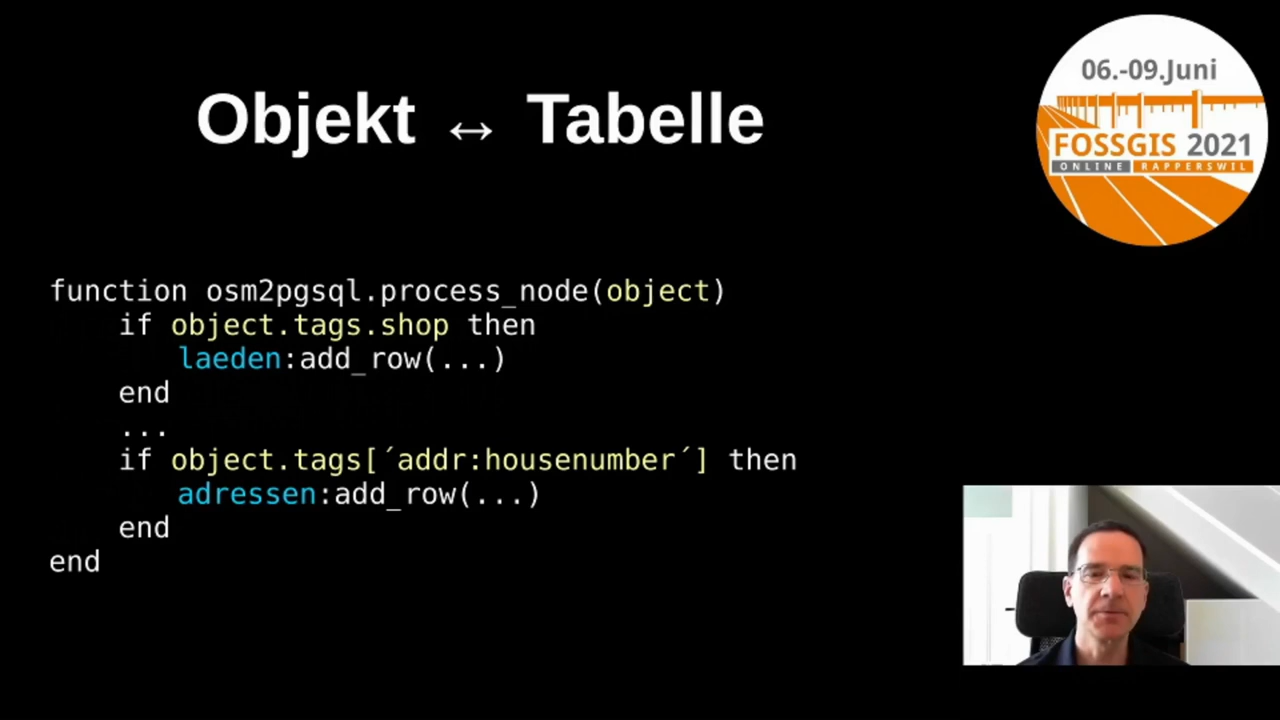 Objekt ↔ Tabelle
06.-09.Juni
FOSSGIS 2021
ONLINE RAPPERSWIL
function osm2pgsql.process_node(object)
    if object.tags.shop then
        laeden:add_row(...)
    end
    ...
    if object.tags[´addr:housenumber´] then
        adressen:add_row(...)
    end
end